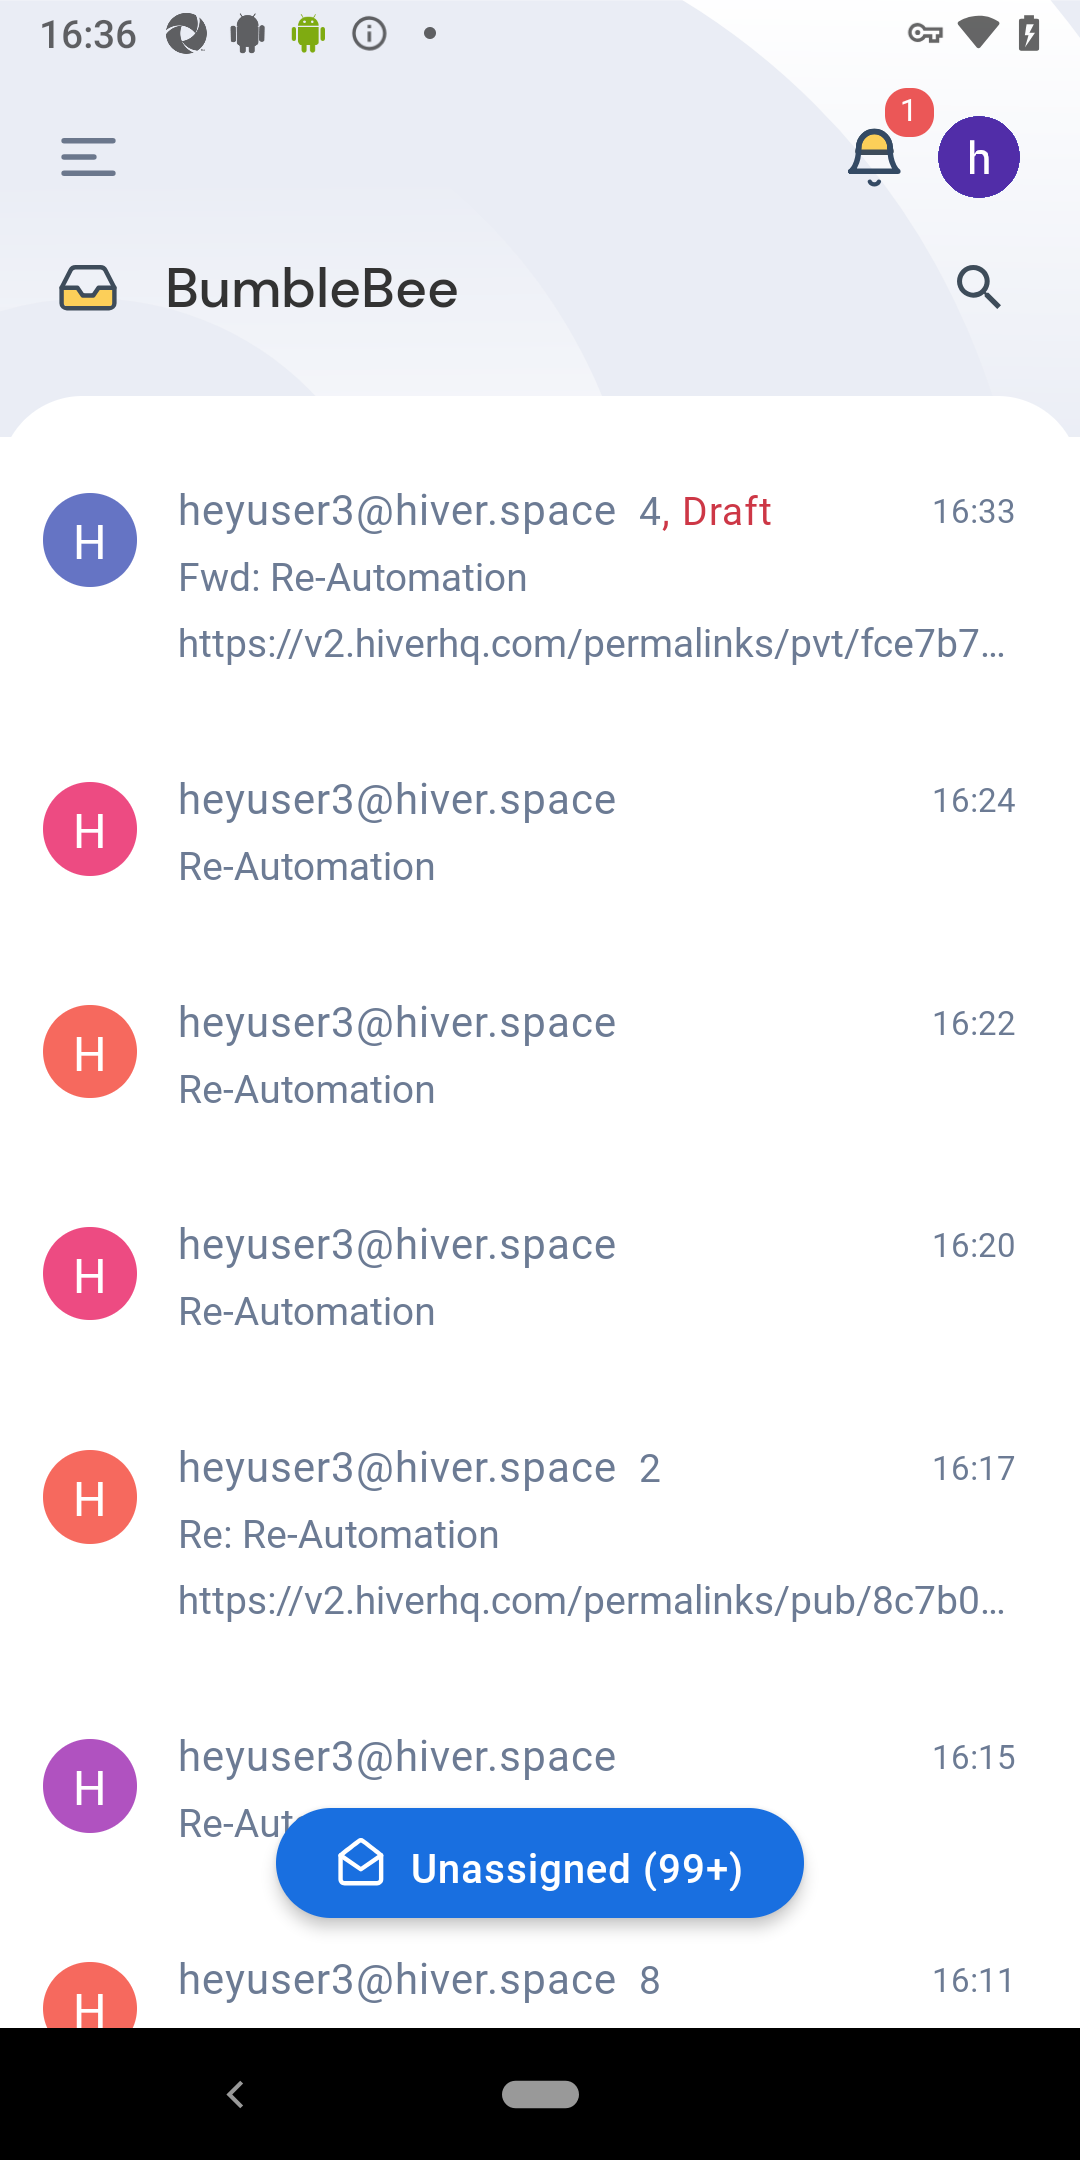 16:36
1
h
BumbleBee
H heyuser3@hiver.space 4, Draft 16:33
Fwd: Re-Automation
https://v2.hiverhq.com/permalinks/pvt/fce7b7...
H heyuser3@hiver.space 16:24
Re-Automation
H heyuser3@hiver.space 16:22
Re-Automation
H heyuser3@hiver.space 16:20
Re-Automation
H heyuser3@hiver.space 2 16:17
Re: Re-Automation
https://v2.hiverhq.com/permalinks/pub/8c7b0...
H heyuser3@hiver.space 16:15
Re-Aut
Unassigned (99+)
H heyuser3@hiver.space 8 16:11